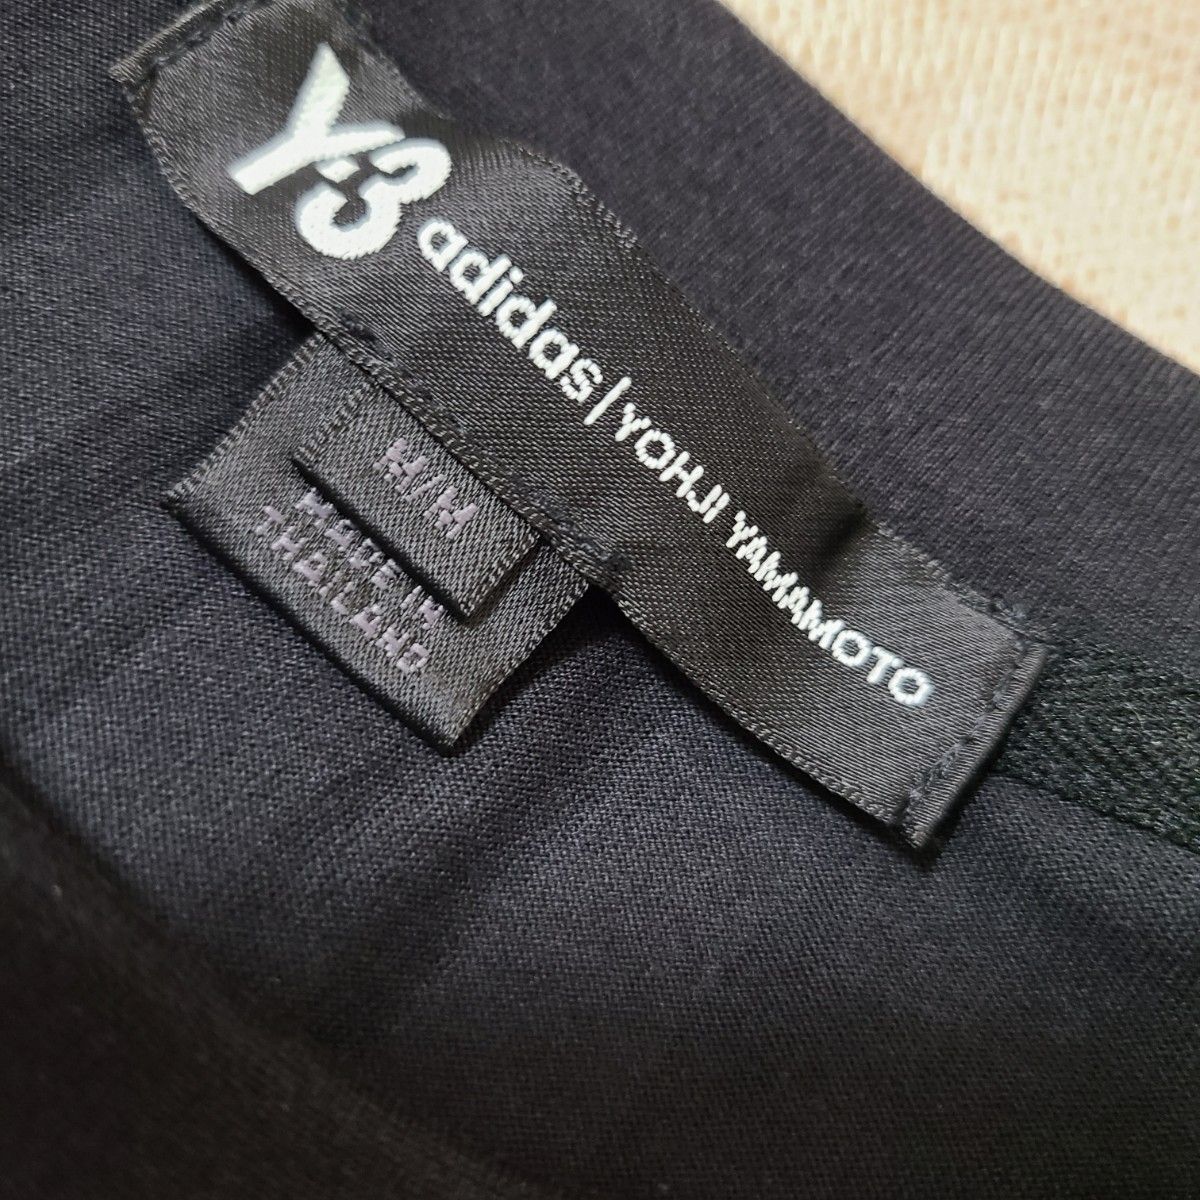 Y-3
adidas | YOHJI YAMAMOTO
M/M
MADE IN
THAILAND